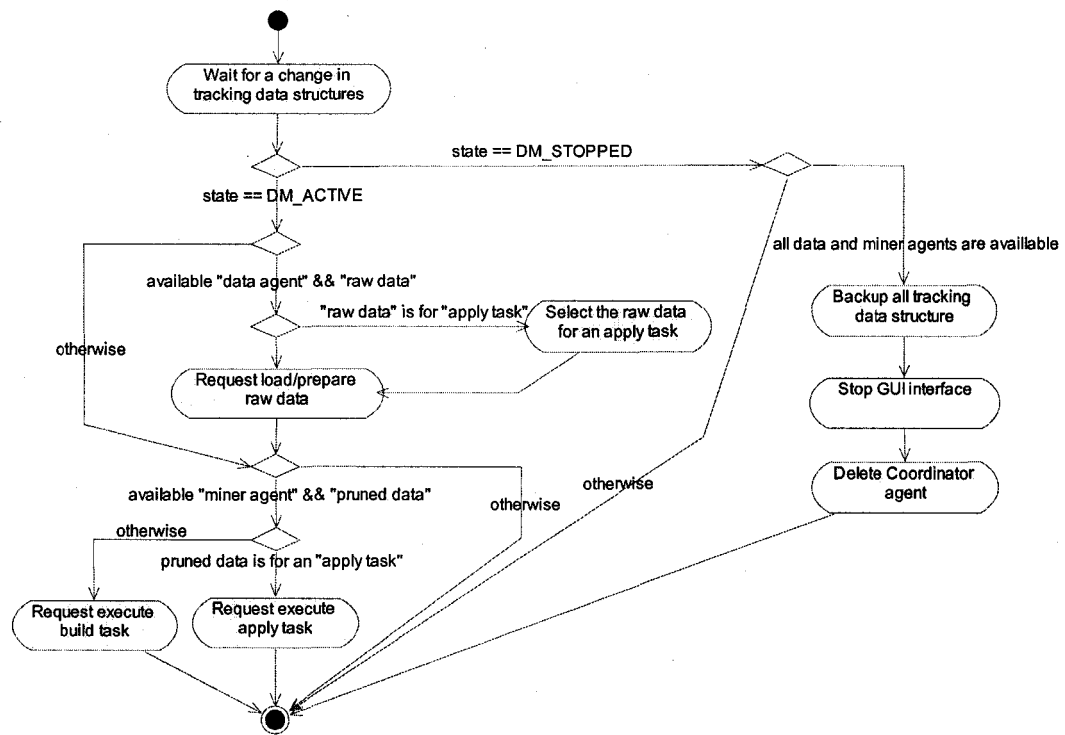 Wait for a change in
tracking data structures
state == DM_STOPPED
state == DM_ACTIVE
all data and miner agents are availlable
available "data agent" && "raw data"
"raw data" is for "apply task"
Select the raw data
for an apply task
Backup all tracking
data structure
otherwise
Request load/prepare
raw data
Stop GUI interface
available "miner agent" && "pruned data"
otherwise
otherwise
Delete Coordinator
agent
otherwise
pruned data is for an "apply task"
Request execute
build task
Request execute
apply task